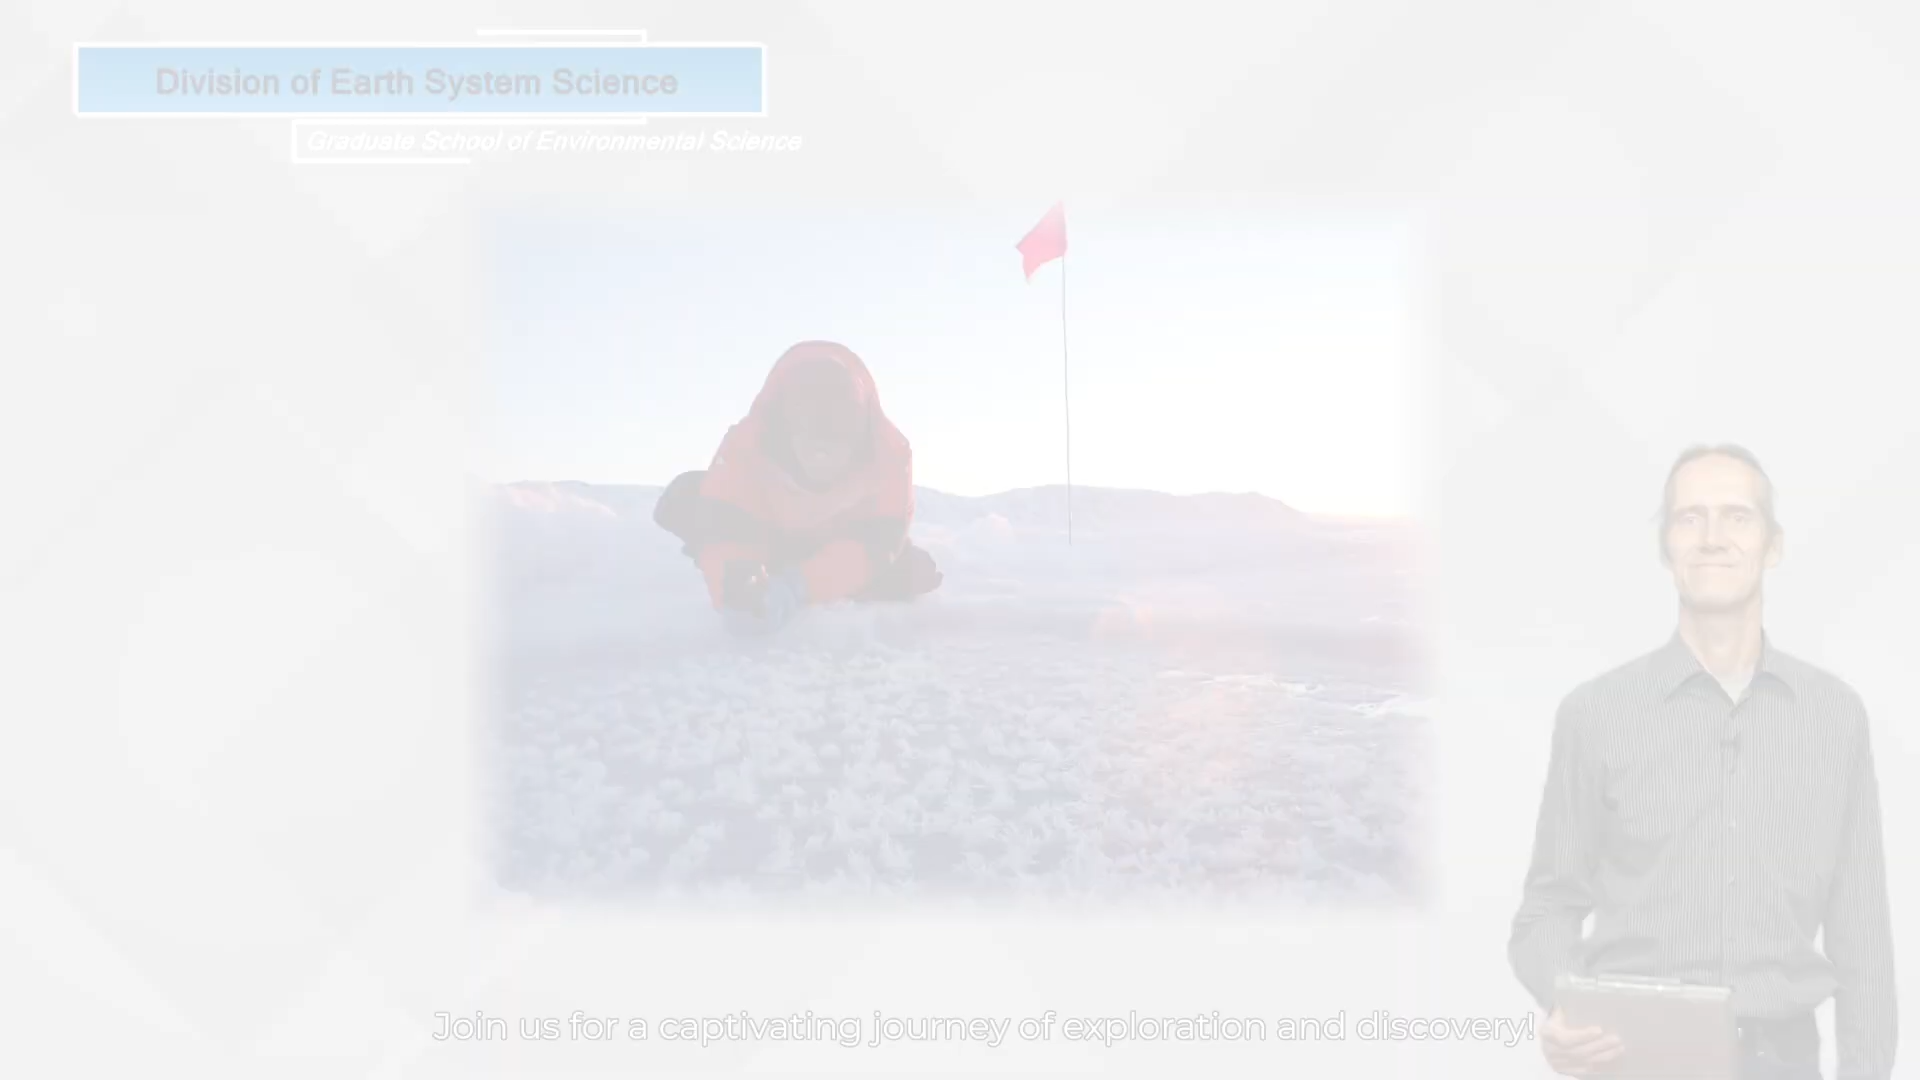 Division of Earth System Science
Graduate School of Environmental Science
Join us for a captivating journey of exploration and discovery!